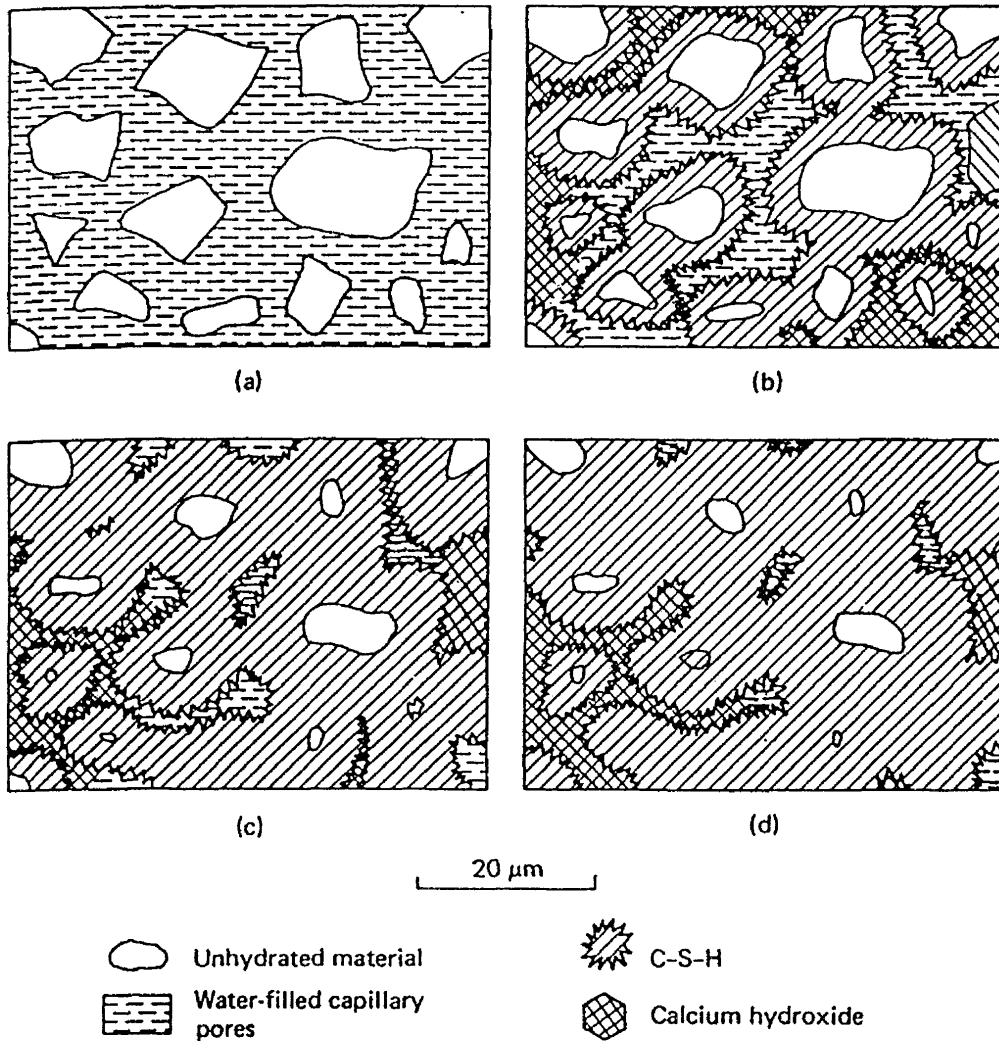 (a)
(b)
(c)
(d)
20 μm
Unhydrated material
C-S-H
Water-filled capillary
pores
Calcium hydroxide